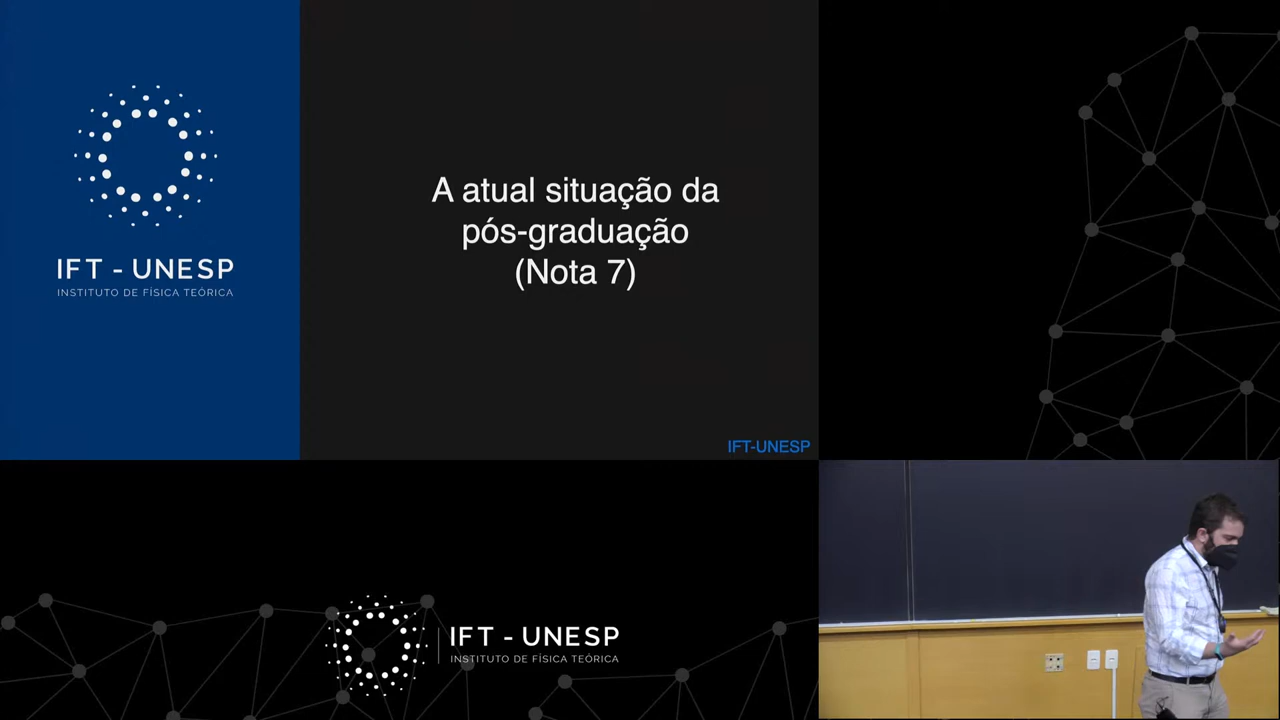 IFT - UNESP
INSTITUTO DE FÍSICA TEÓRICA
A atual situação da
pós-graduação
(Nota 7)
IFT-UNESP
IFT - UNESP
INSTITUTO DE FÍSICA TEÓRICA